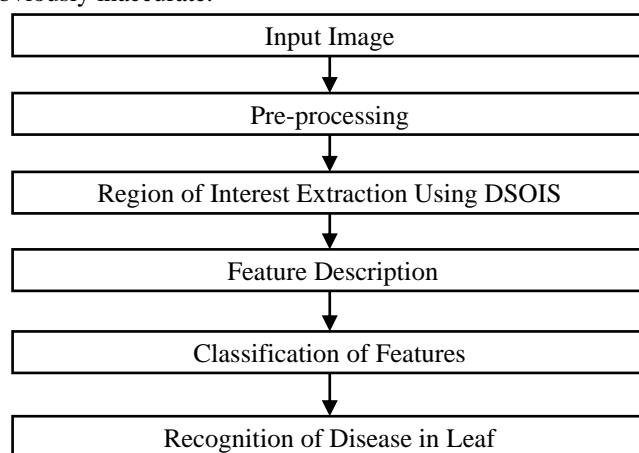 Input Image
Pre-processing
Region of Interest Extraction Using DSOIS
Feature Description
Classification of Features
Recognition of Disease in Leaf